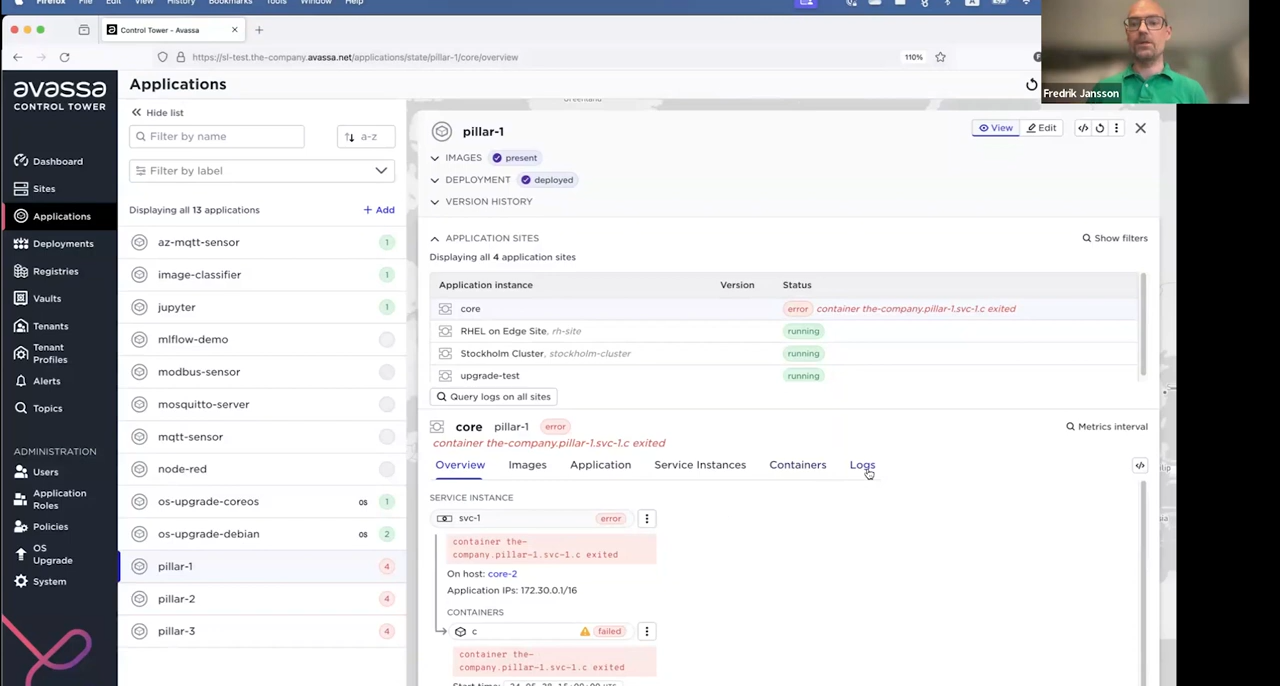 Firefox File Edit View History Bookmarks Tools Window Help
Control Tower - Avassa
https://sl-test.the-company.avassa.net/applications/state/pillar-1/core/overview
110%
Fredrik Jansson
avassa
CONTROL TOWER
Dashboard
Sites
Applications
Deployments
Registries
Vaults
Tenants
Tenant
Profiles
Alerts
Topics
ADMINISTRATION
Users
Application
Roles
Policies
OS
Upgrade
System
Applications
Hide list
Filter by name
a-z
Filter by label
Displaying all 13 applications
+ Add
az-mqtt-sensor 1
image-classifier 1
jupyter 1
mlflow-demo
modbus-sensor
mosquitto-server
mqtt-sensor
node-red
os-upgrade-coreos os 1
os-upgrade-debian os 2
pillar-1 4
pillar-2 4
pillar-3 4
Greenland
pillar-1
View Edit
IMAGES present
DEPLOYMENT deployed
VERSION HISTORY
APPLICATION SITES
Show filters
Displaying all 4 application sites
Application instance Version Status
core error container the-company.pillar-1.svc-1.c exited
RHEL on Edge Site, rh-site running
Stockholm Cluster, stockholm-cluster running
upgrade-test running
Query logs on all sites
core pillar-1 error
Metrics interval
container the-company.pillar-1.svc-1.c exited
Overview Images Application Service Instances Containers Logs
SERVICE INSTANCE
svc-1 error
container the-
company.pillar-1.svc-1.c exited
On host: core-2
Application IPs: 172.30.0.1/16
CONTAINERS
c failed
container the-
company.pillar-1.svc-1.c exited